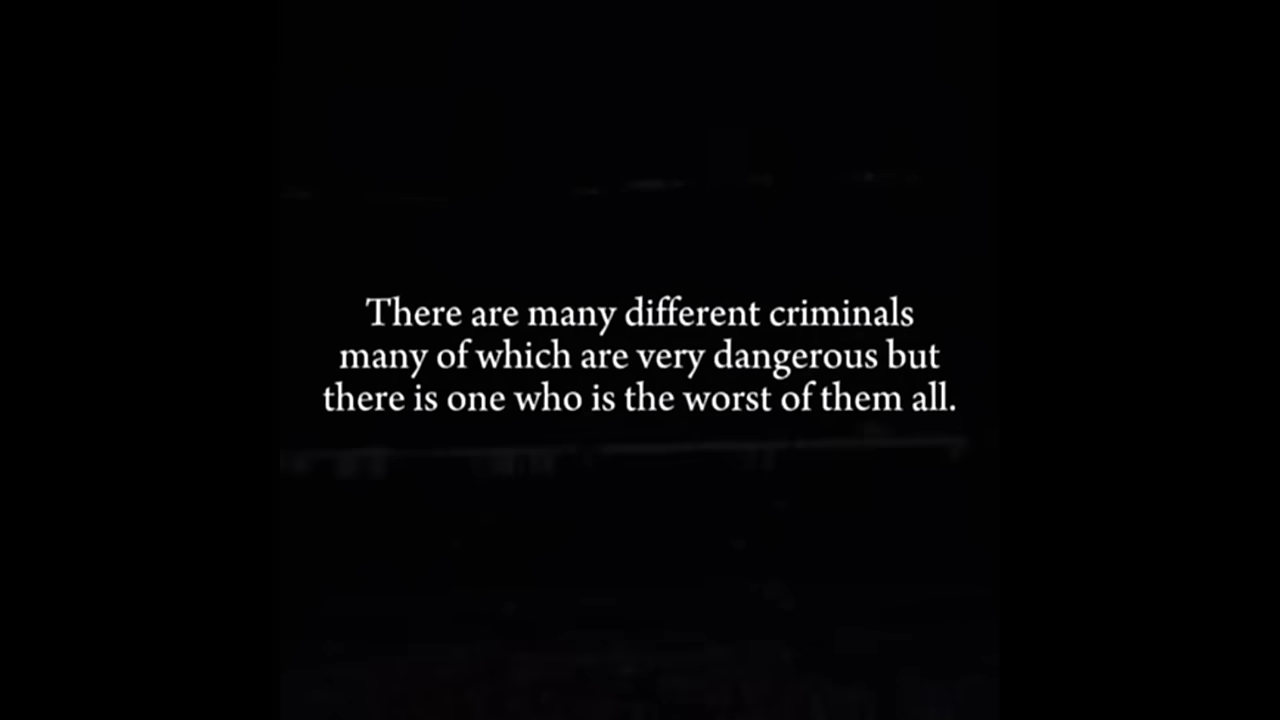 There are many different criminals
many of which are very dangerous but
there is one who is the worst of them all.